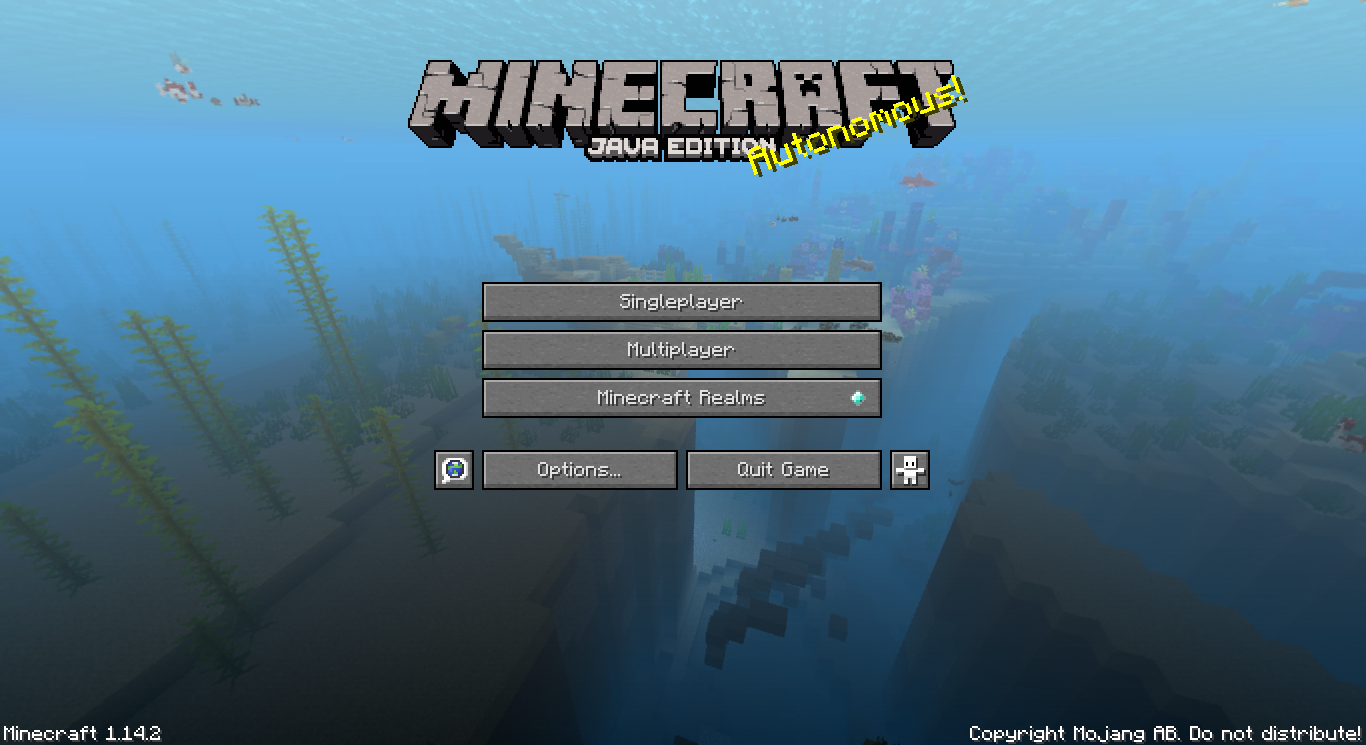 MINECRAFT
JAVA EDITION
Autonomous!
Singleplayer
Multiplayer
Minecraft Realms
Options...
Quit Game
Minecraft 1.14.2
Copyright Mojang AB. Do not distribute!